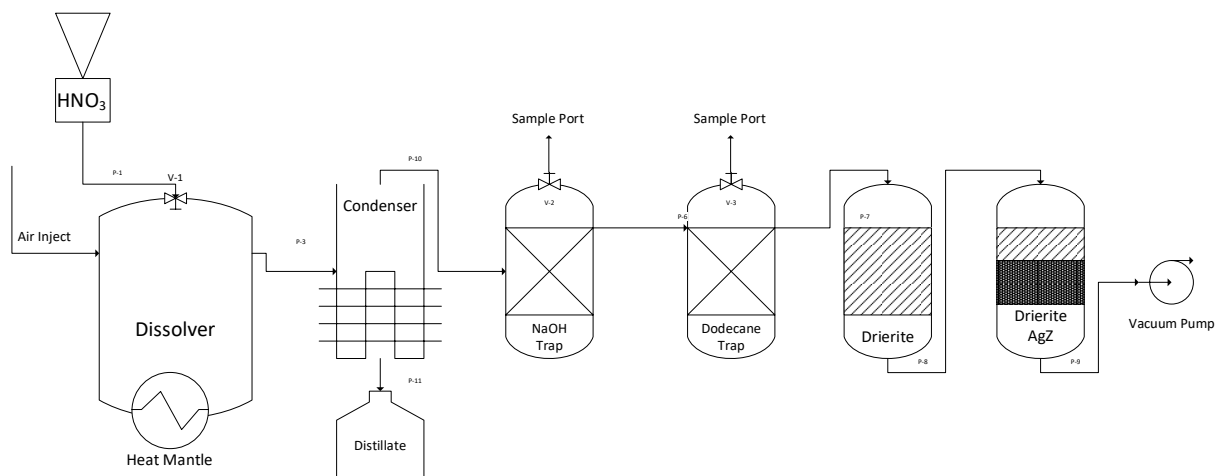 HNO₃
Sample Port
Sample Port
P-10
P-1
V-1
Condenser
V-2
V-3
P-6
P-7
Air Inject
P-3
Dissolver
NaOH
Trap
Dodecane
Trap
Drierite
Drierite
AgZ
Vacuum Pump
P-8
P-9
P-11
Distillate
Heat Mantle